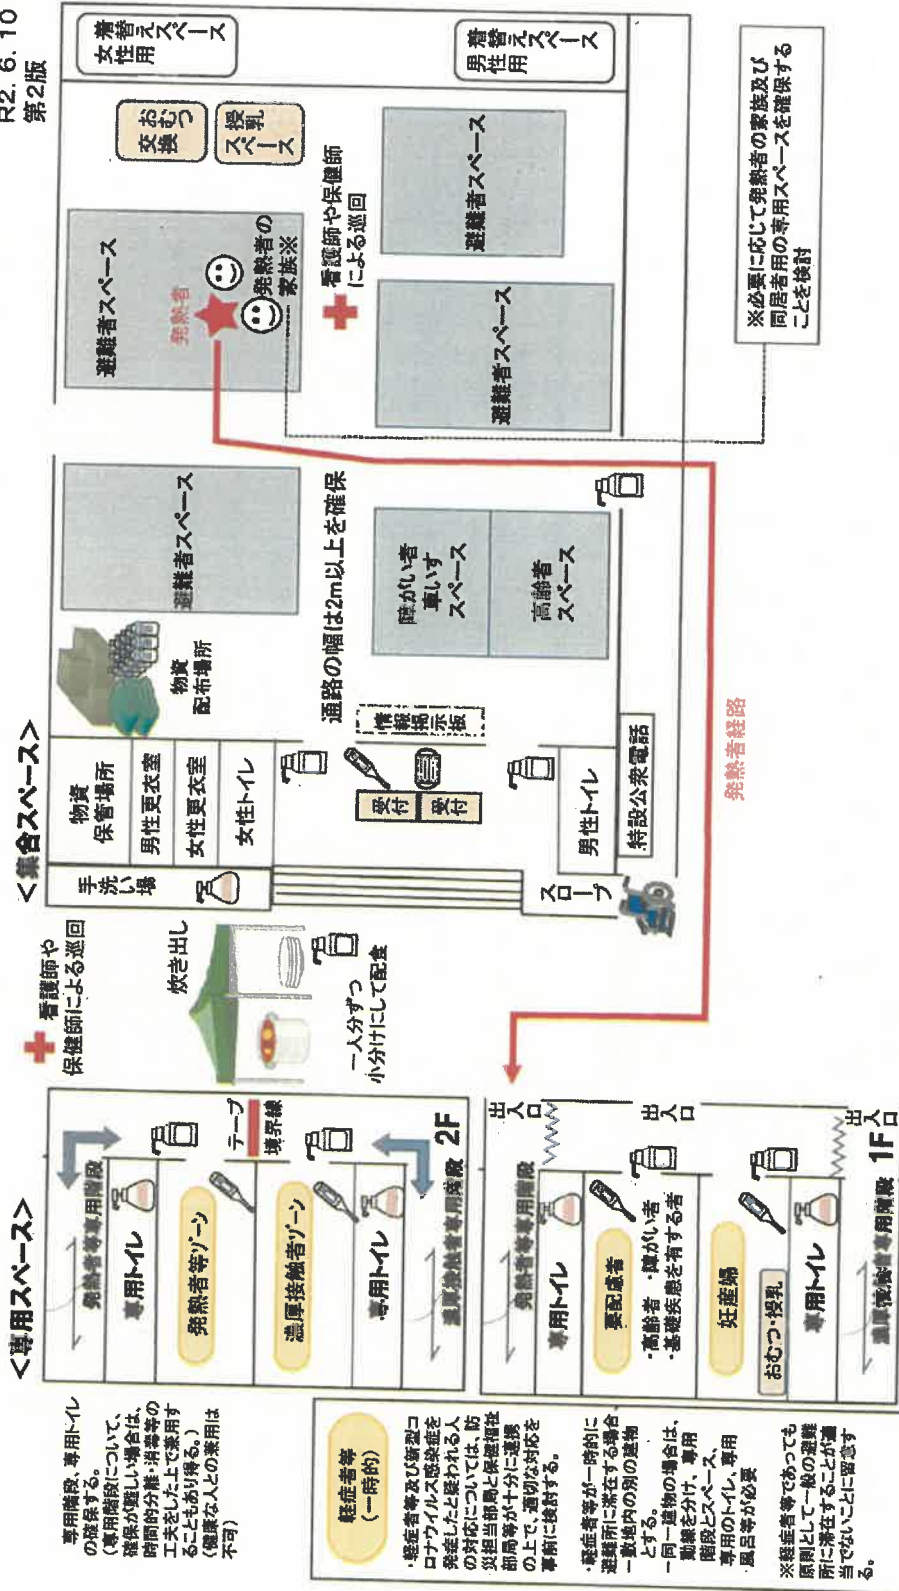 R2. 6. 10
第2版
<専用スペース>
<集合スペース>
専用階段、専用トイレ
の確保する。
(専用階段について、
確保が難しい場合は、
時間的分離・消毒等の
工夫をした上で兼用す
ることもあり得る。)
(健康な人との兼用は
不可)
発熱者等専用階段
専用トイレ
発熱者等ゾーン
濃厚接触者ゾーン
専用トイレ
濃厚接触者専用階段
テープ
境界線
2F
看護師や
保健師による巡回
炊き出し
一人分ずつ
小分けにして配食
手洗い場
物資
保管場所
男性更衣室
女性更衣室
女性トイレ
受付
受付
情報掲示板
男性トイレ
スロープ
特設公衆電話
物資
配布場所
避難者スペース
通路の幅は2m以上を確保
障がい者
車いす
スペース
高齢者
スペース
避難者スペース
発熱者
発熱者の
家族※
おむつ
交換
授乳
スペース
女性用
着替え
スペース
看護師や保健師
による巡回
避難者スペース
避難者スペース
男性用
着替え
スペース
※必要に応じて発熱者の家族及び
同居者用の専用スペースを確保する
ことを検討
発熱者経路
軽症者等
(一時的)
・軽症者等及び新型コ
ロナウイルス感染症を
発症したと疑われる人
の対応については、防
災担当部局と保健福祉
部局等が十分に連携
の上で、適切な対応を
事前に検討する。
・軽症者等が一時的に
避難所に滞在する場合
一敷地内の別の建物
とする。
一同一建物の場合は、
動線を分け、専用
階段とスペース、
専用のトイレ、専用
風呂等が必要
※軽症者等であっても
原則として一般の避難
所に滞在することが適
当でないことに留意す
る。
発熱者等専用階段
専用トイレ
要配慮者
・高齢者 ・障がい者
・基礎疾患を有する者
妊産婦
おむつ・授乳
専用トイレ
濃厚接触者専用階段
出入口
出入口
出入口
1F